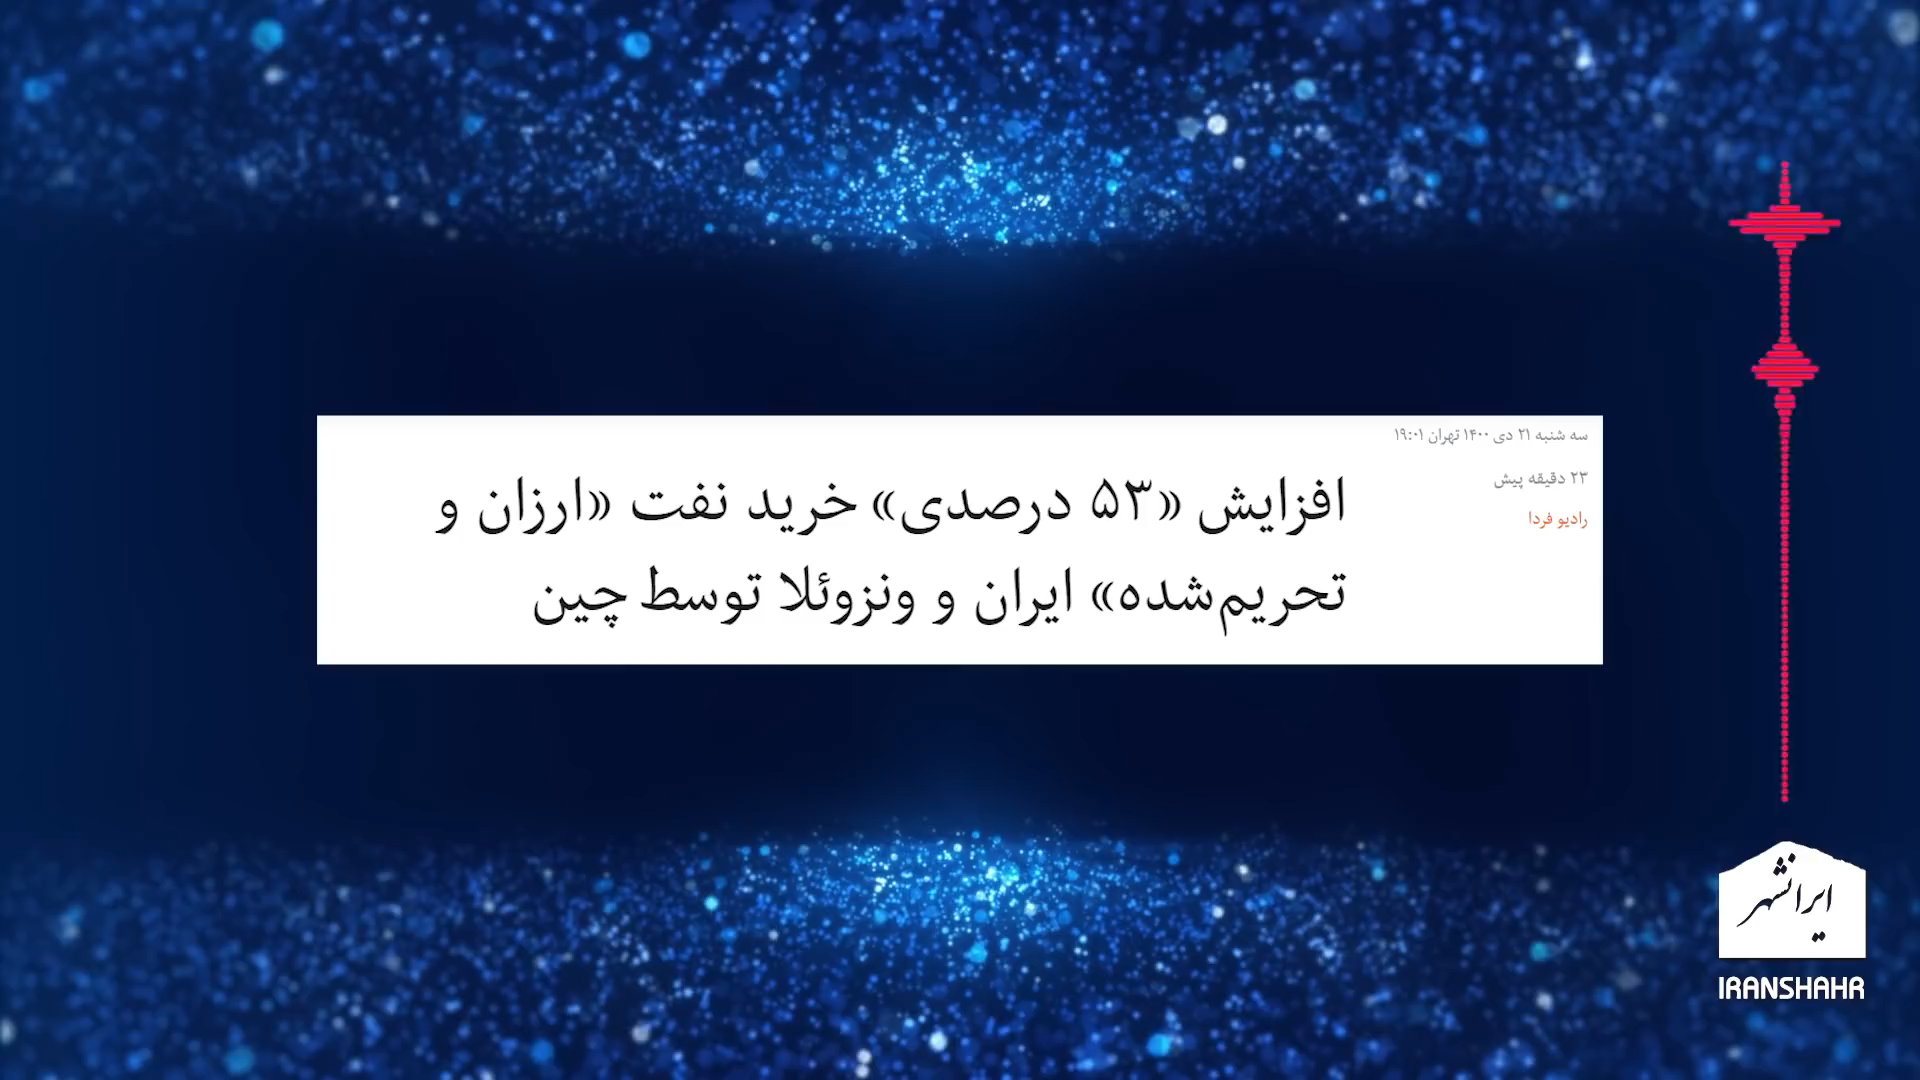 سه شنبه ۲۱ دی ۱۴۰۰ تهران ۱۹:۰۱
۲۳ دقیقه پیش
رادیو فردا
افزایش «۵۳ درصدی» خرید نفت «ارزان و
تحریم‌شده» ایران و ونزوئلا توسط چین
ایرانشهر
IRANSHAHR